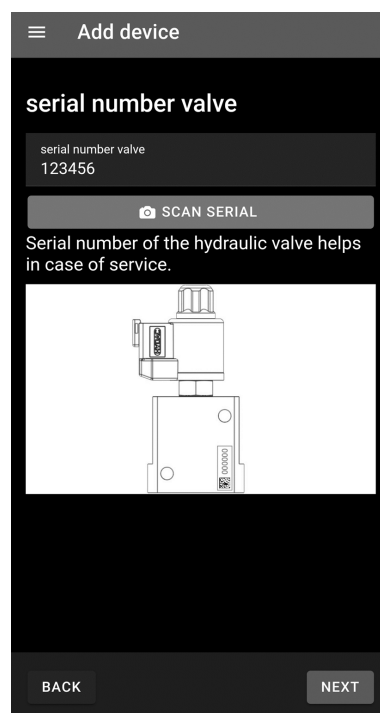 Add device
serial number valve
serial number valve
123456
SCAN SERIAL
Serial number of the hydraulic valve helps
in case of service.
HYDAC
000000
BACK
NEXT